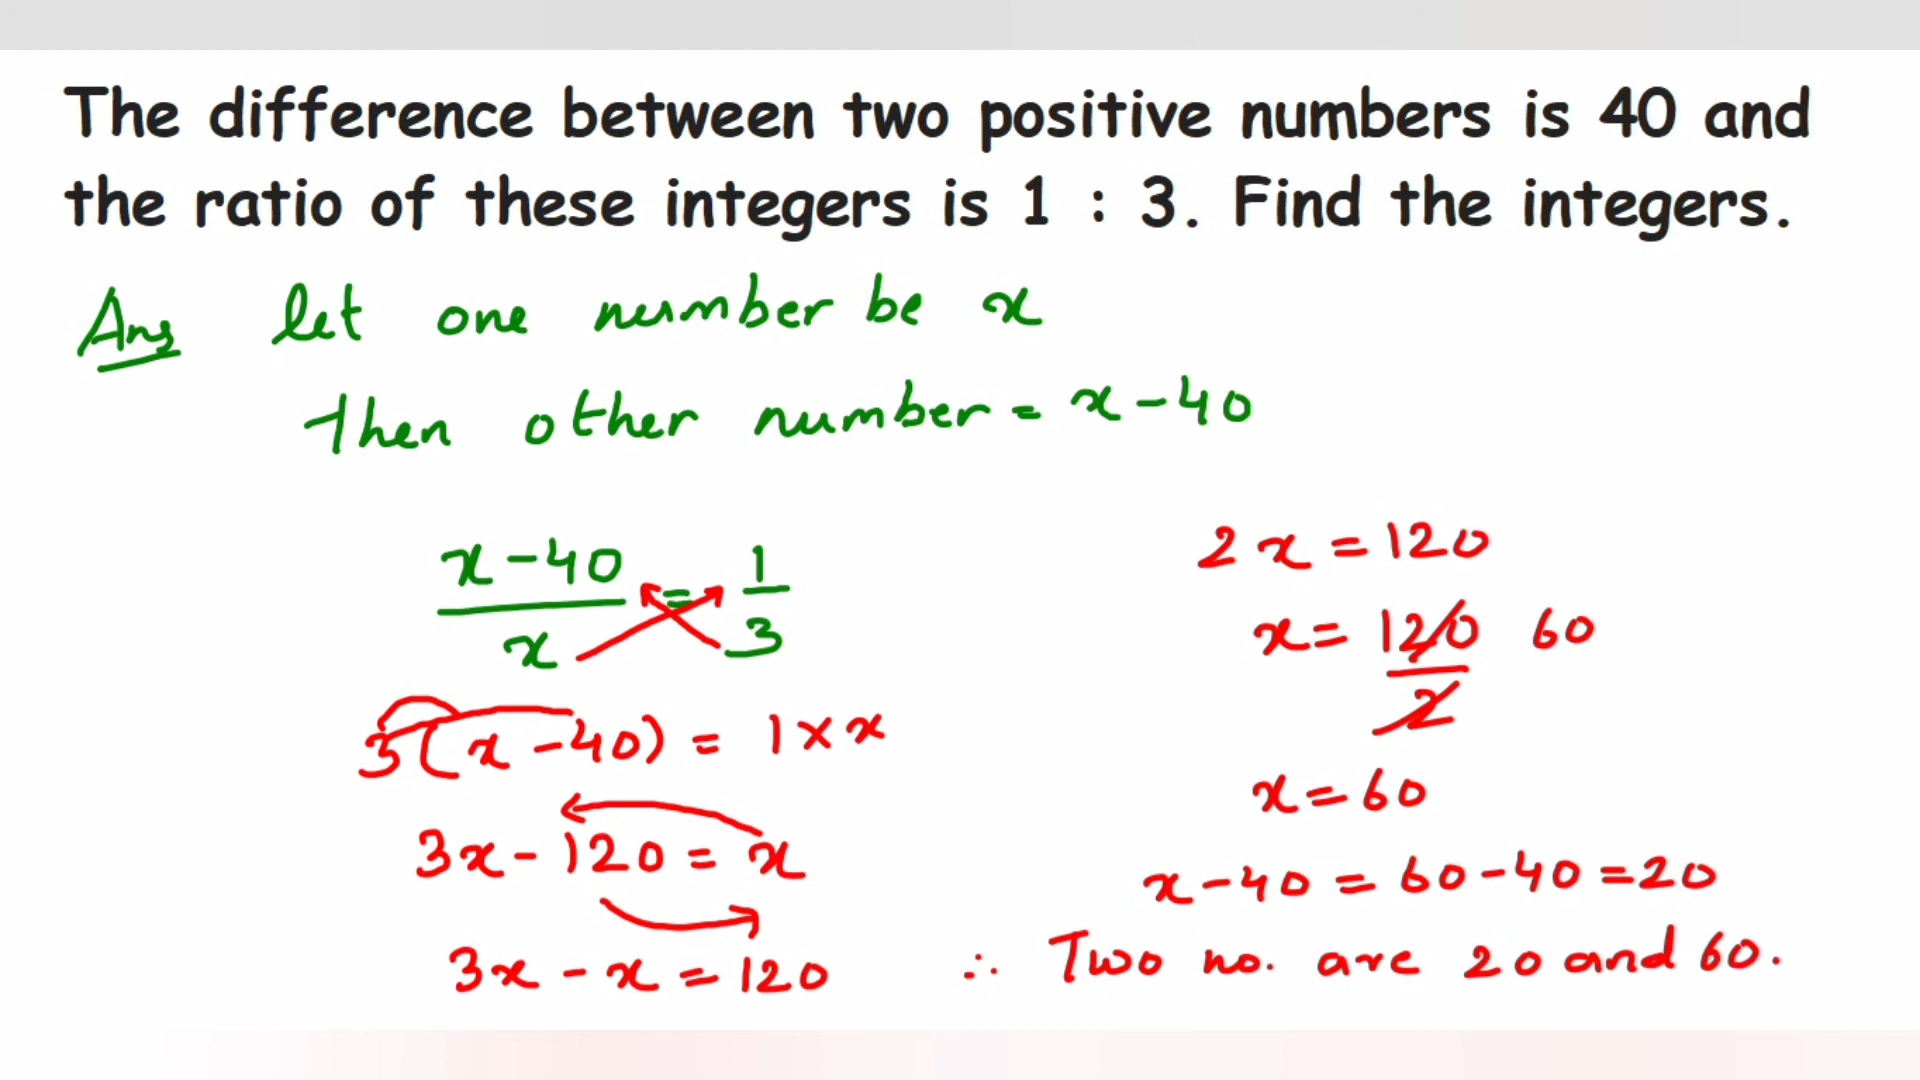 The difference between two positive numbers is 40 and
the ratio of these integers is 1 : 3. Find the integers.
Ans let one number be x
then other number = x - 40
x - 40 / x = 1 / 3
3(x - 40) = 1 × x
3x - 120 = x
3x - x = 120
2x = 120
x = 120 / 2 60
x = 60
x - 40 = 60 - 40 = 20
∴ Two no. are 20 and 60.